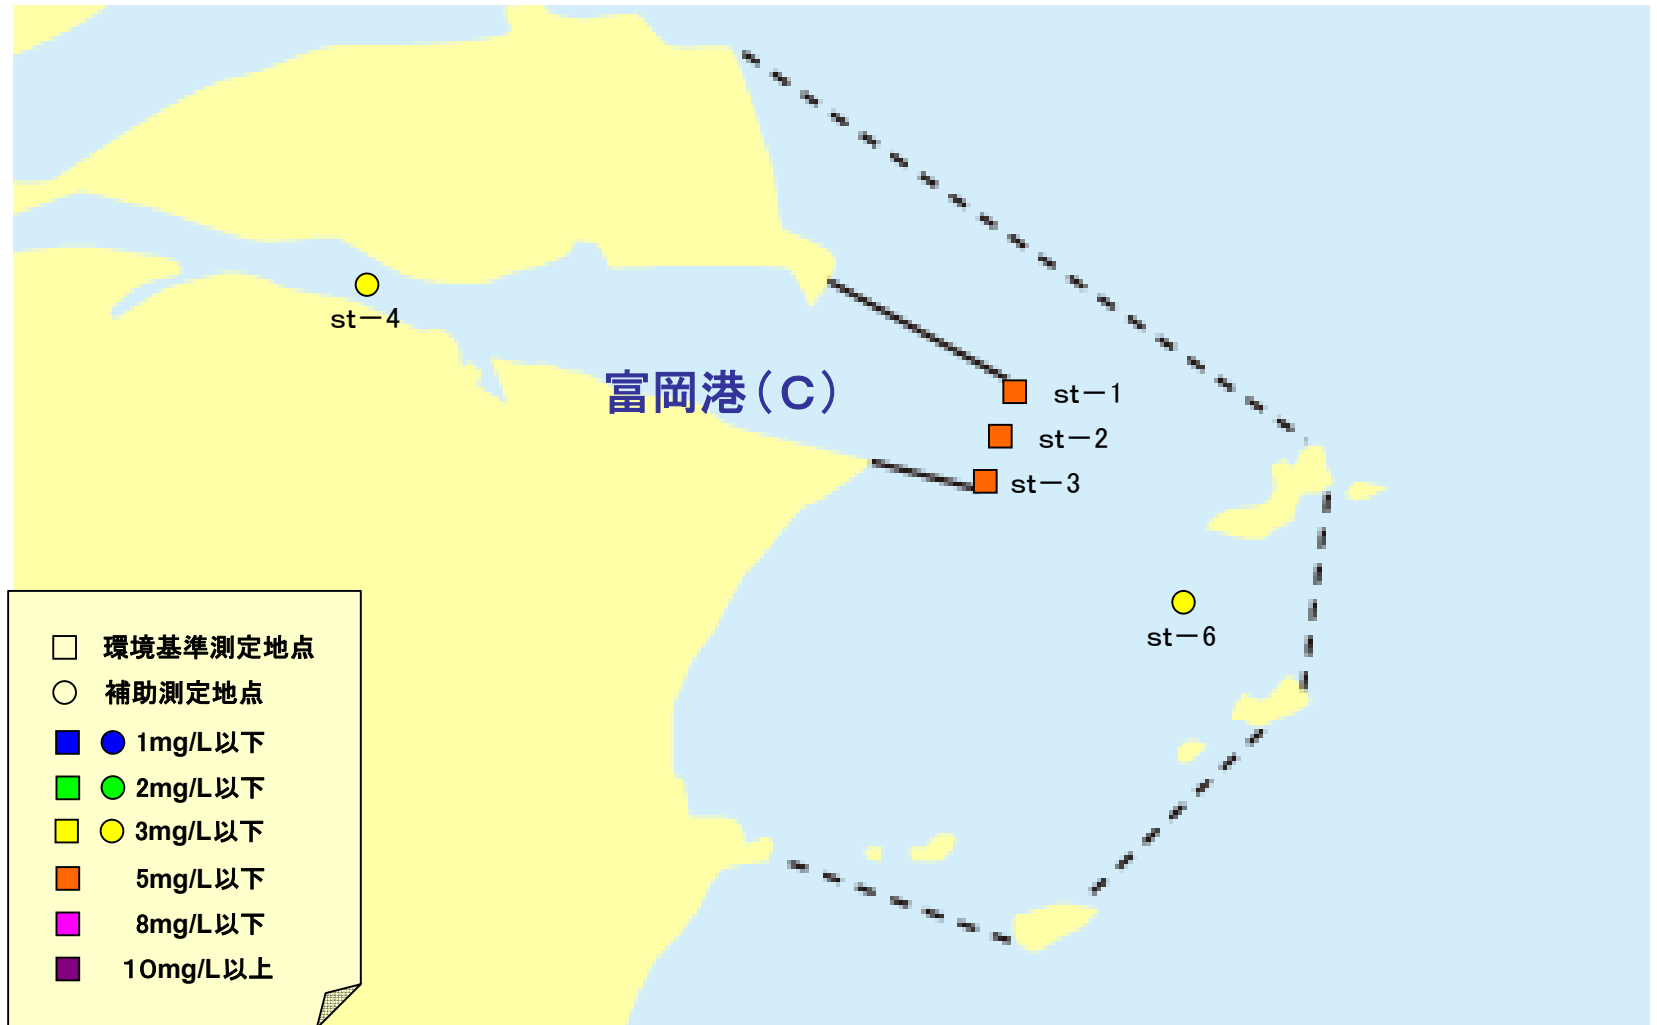 st－4
富岡港（C）
st－1
st－2
st－3
st－6
環境基準測定地点
補助測定地点
1mg/L以下
2mg/L以下
3mg/L以下
5mg/L以下
8mg/L以下
10mg/L以上